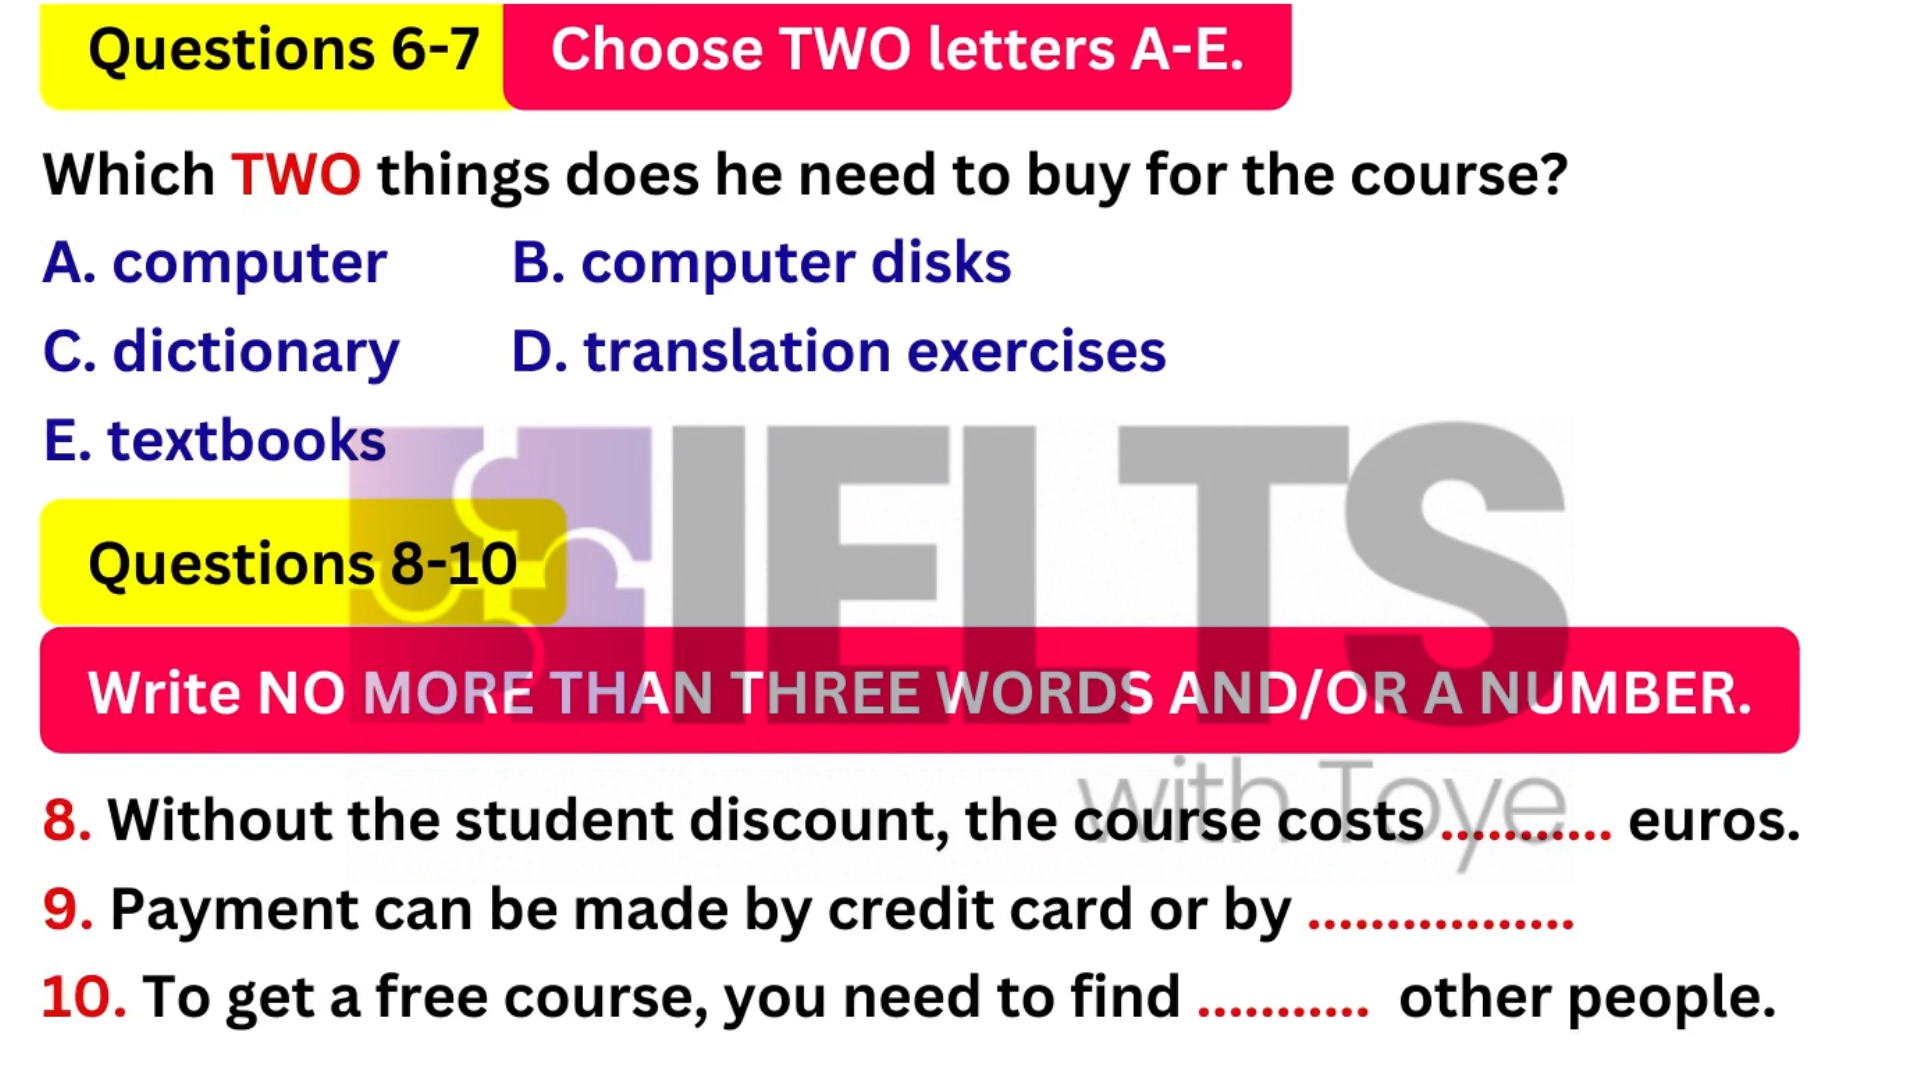 Questions 6-7 Choose TWO letters A-E.
Which TWO things does he need to buy for the course?
A. computer B. computer disks
C. dictionary D. translation exercises
E. textbooks
Questions 8-10
IELTS
Write NO MORE THAN THREE WORDS AND/OR A NUMBER.
with Toye
8. Without the student discount, the course costs ........... euros.
9. Payment can be made by credit card or by .................
10. To get a free course, you need to find ........... other people.